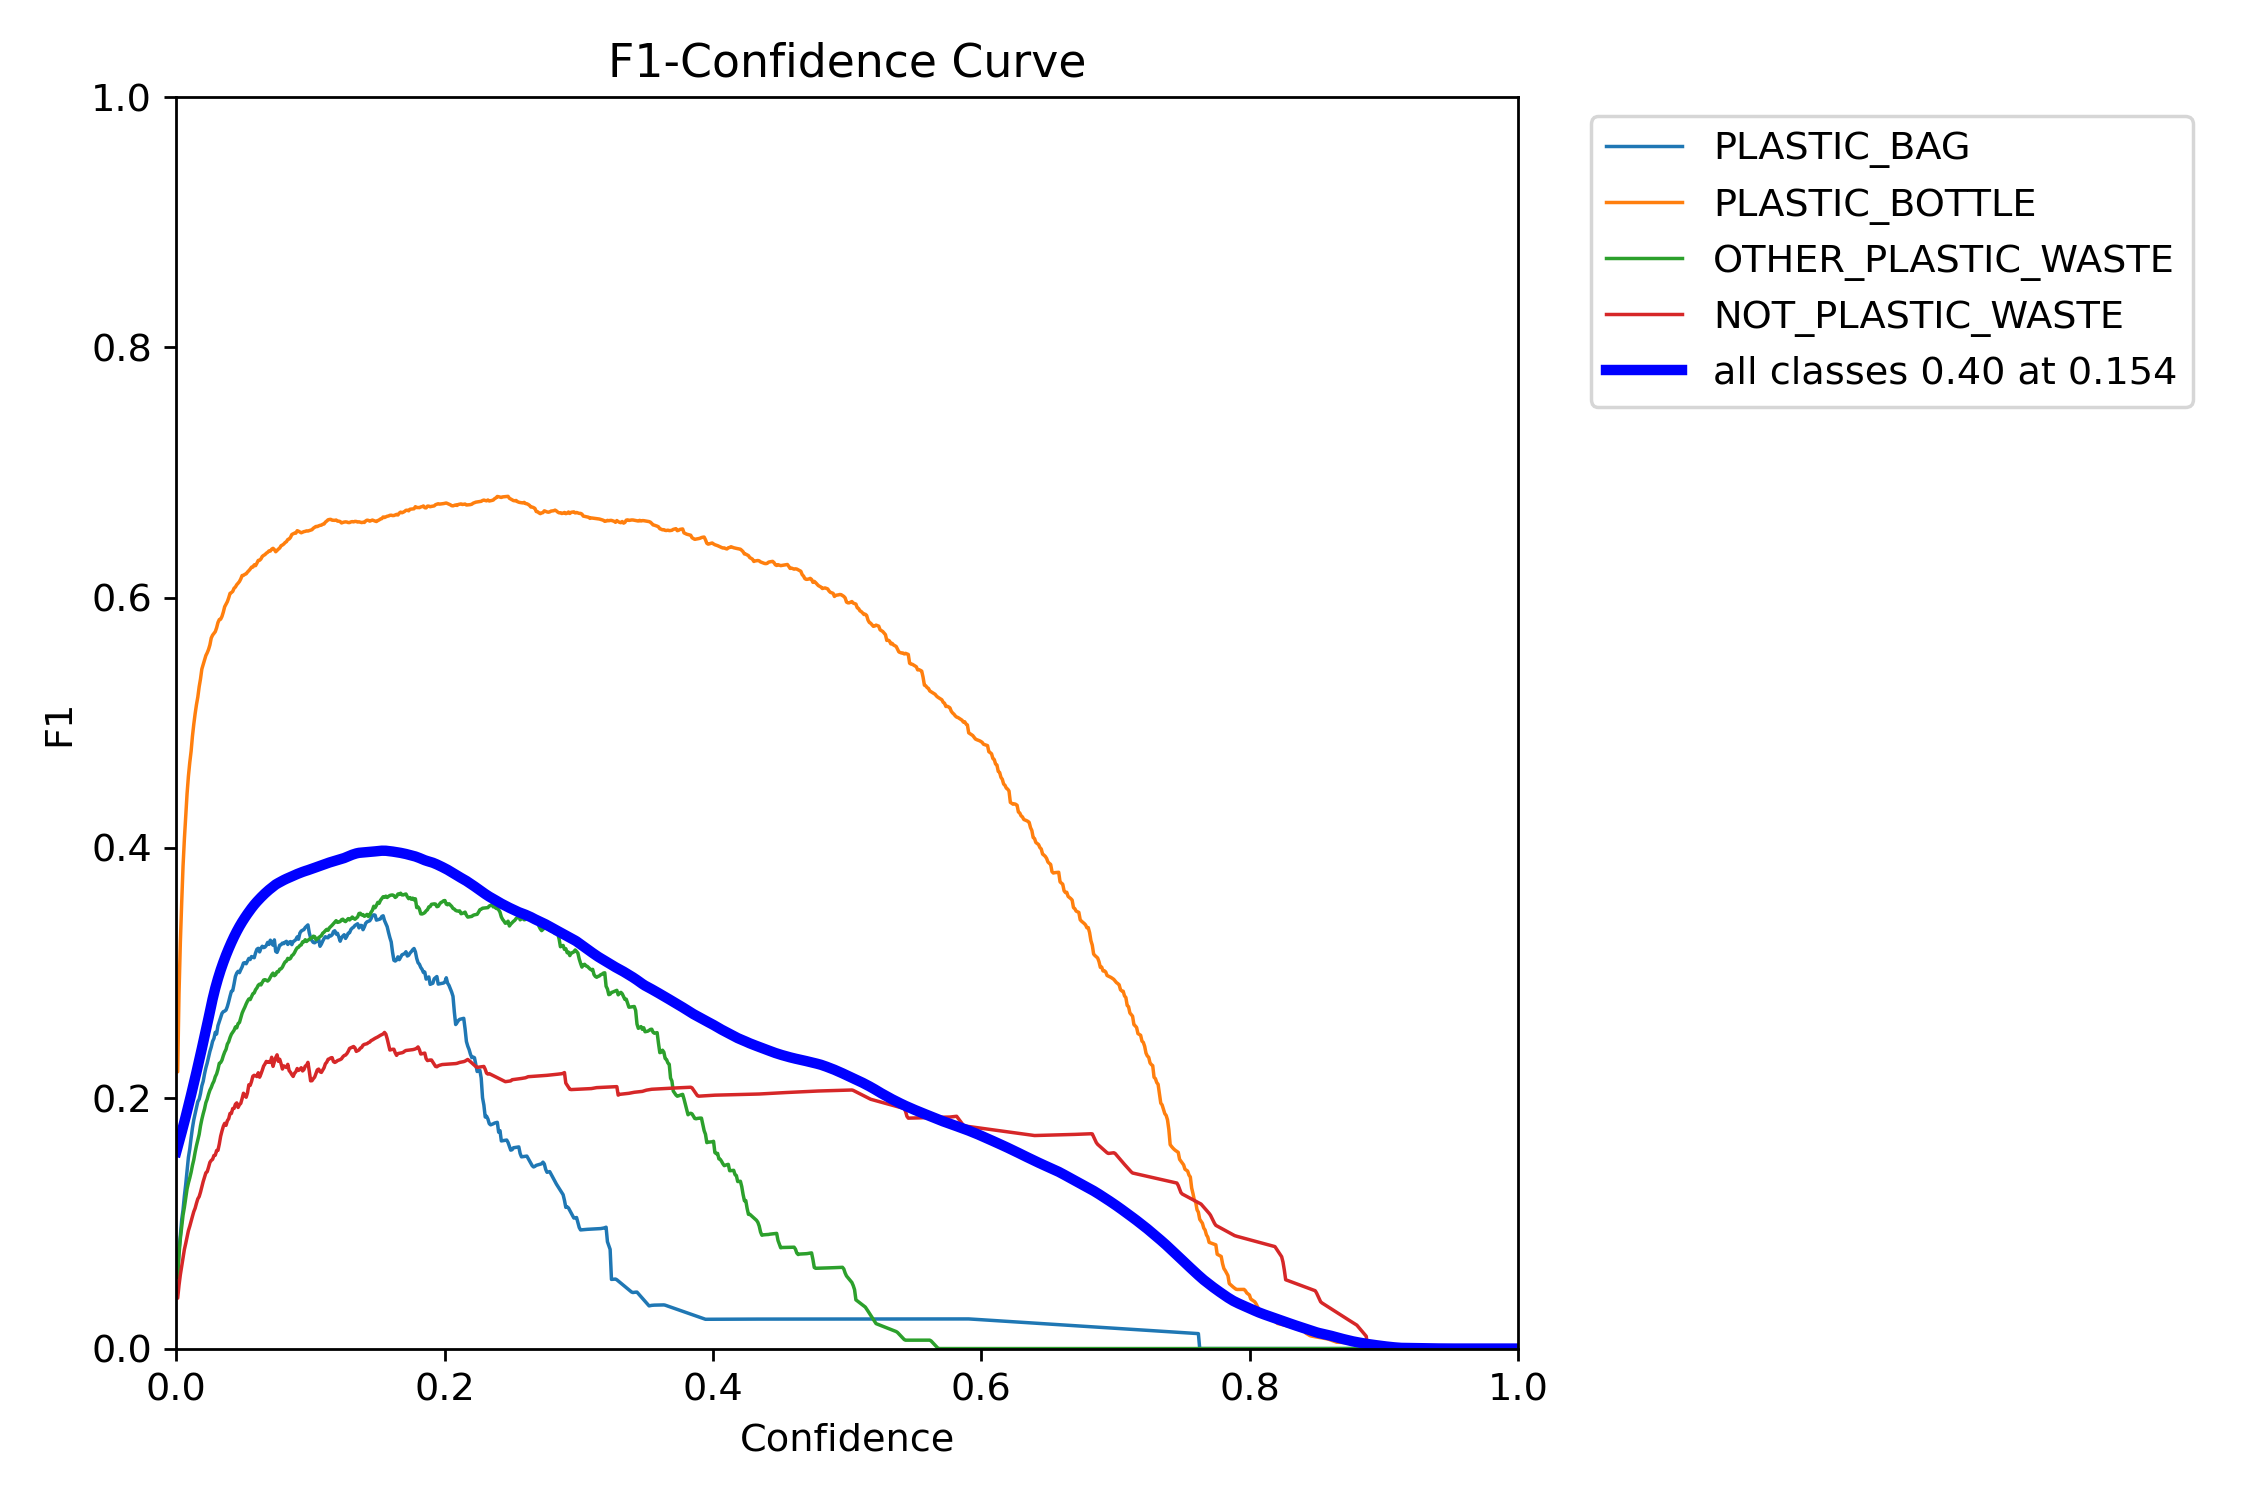 F1-Confidence Curve
1.0
0.8
0.6
0.4
0.2
0.0
F1
0.0 0.2 0.4 0.6 0.8 1.0
Confidence
PLASTIC_BAG
PLASTIC_BOTTLE
OTHER_PLASTIC_WASTE
NOT_PLASTIC_WASTE
all classes 0.40 at 0.154